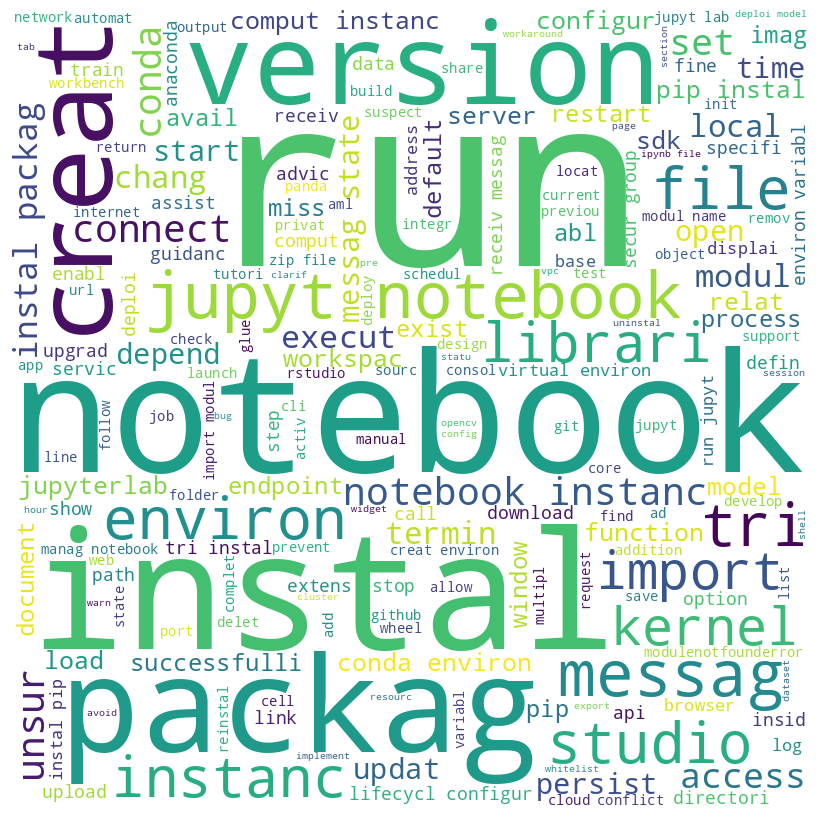 network automat
output
comput instanc
configur
jupyt lab
deploi model
tab
creat
conda
anaconda
version
workaround
section
set
imag
train
workbench
data
share
fine
time
build
pip instal
avail
receiv
suspect
server
restart
init
return
start
run
sdk
local
specifi
instal packag
chang
advic
messag state
address
default
page
ipynb file
panda
locat
secur group
environ variabl
internet
assist
miss
aml
current
previou
modul name
remov
file
connect
privat
integr
receiv messag
abl
open
guidanc
comput
object
displai
enabl
tutori
zip file
base
url
deploi
clarif
pre
schedul
vpc
test
modul
jupyt notebook
deploy
relat
upgrad
check
glue
execut
exist
librari
uninstal
process
app
servic
depend
workspac
design
support
statu
defin
launch
rstudio
sourc
consol
virtual environ
session
notebook
follow
line
job
bug
import modul
step
cli
activ
manual
opencv
config
git
jupyt
run jupyt
core
jupyterlab
folder
endpoint
notebook instanc
model
develop
hour
show
widget
call
download
find
ad
shell
environ
termin
function
tri
document
manag notebook
tri instal
prevent
creat environ
addition
web
path
state
warn
complet
extens
stop
allow
window
multipl
request
import
list
cluster
save
option
port
delet
add
github
wheel
instal
kernel
modulenotfounderror
load
successfulli
conda environ
messag
dataset
unsur
instal pip
cell
link
avoid
reinstal
packag
resourc
variabl
pip
export
api
browser
insid
implement
studio
log
upload
instanc
updat
whitelist
persist
access
lifecycl configur
cloud
conflict
directori